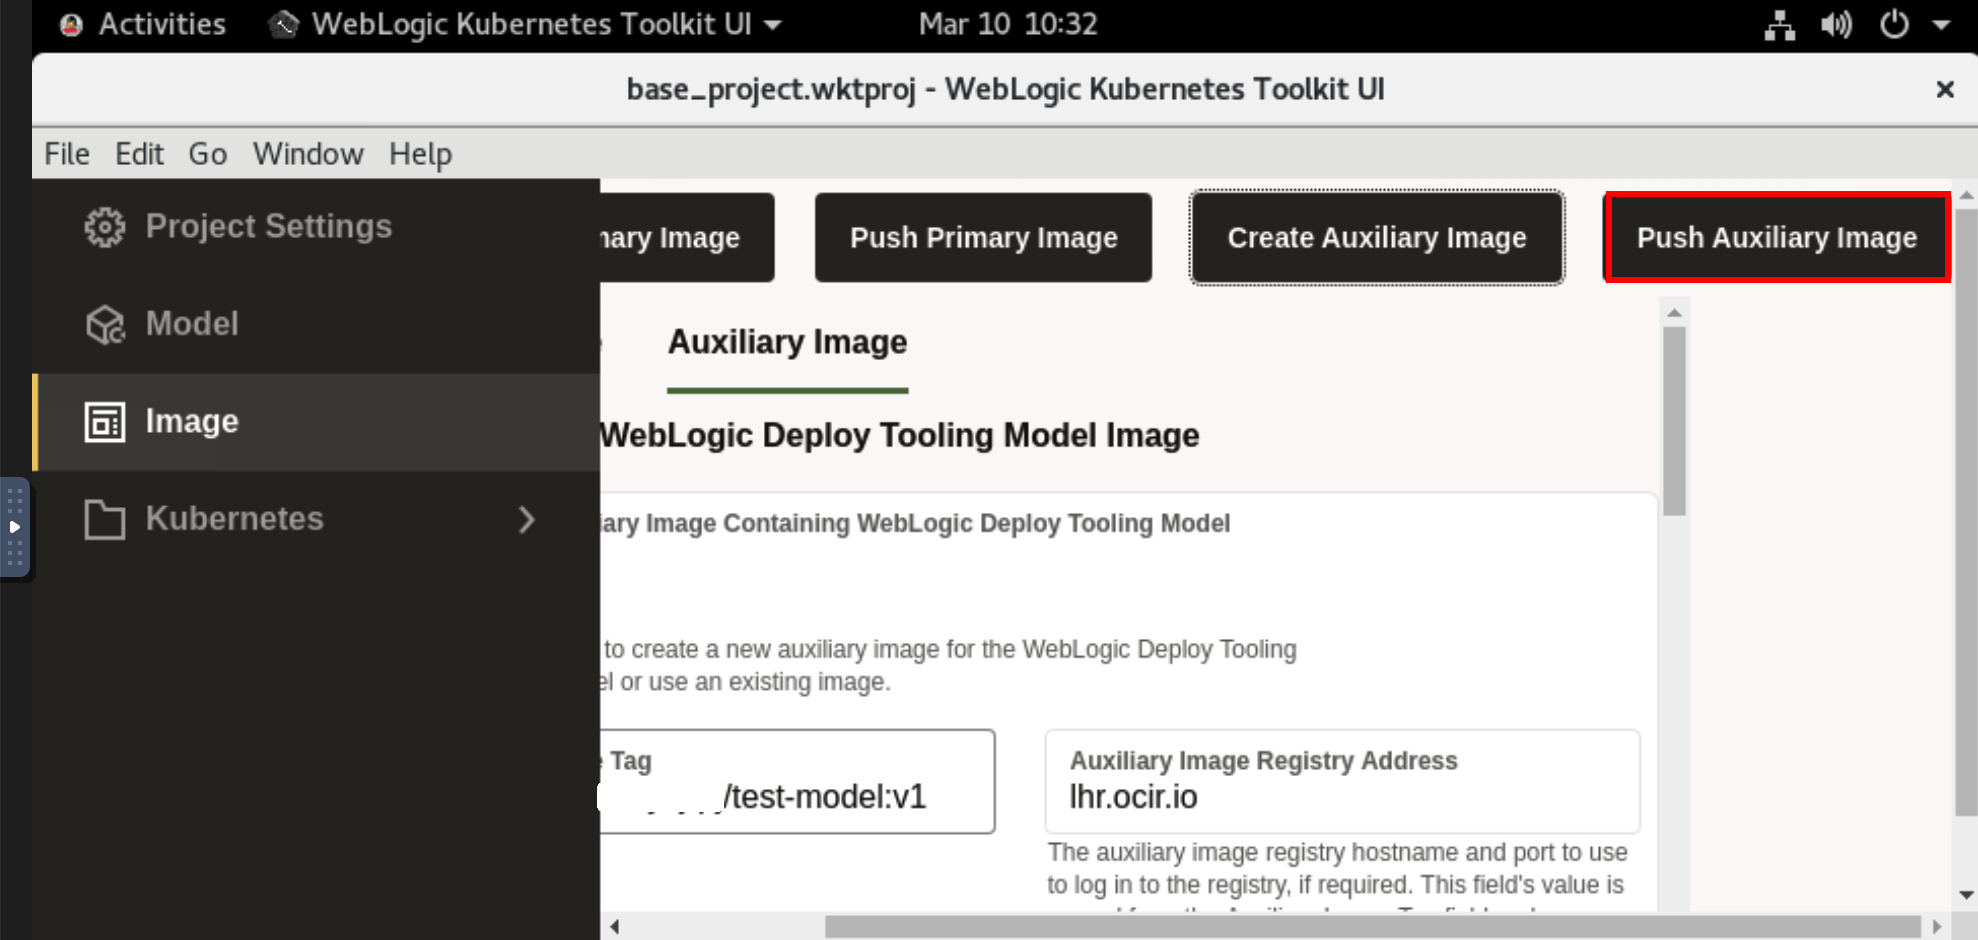 Activities WebLogic Kubernetes Toolkit UI Mar 10 10:32
base_project.wktproj - WebLogic Kubernetes Toolkit UI
File Edit Go Window Help
Project Settings
Model
Image
Kubernetes
Image Push Primary Image Create Auxiliary Image Push Auxiliary Image
Auxiliary Image
WebLogic Deploy Tooling Model Image
Image Containing WebLogic Deploy Tooling Model
to create a new auxiliary image for the WebLogic Deploy Tooling
or use an existing image.
Tag
/test-model:v1
Auxiliary Image Registry Address
lhr.ocir.io
The auxiliary image registry hostname and port to use
to log in to the registry, if required. This field's value is